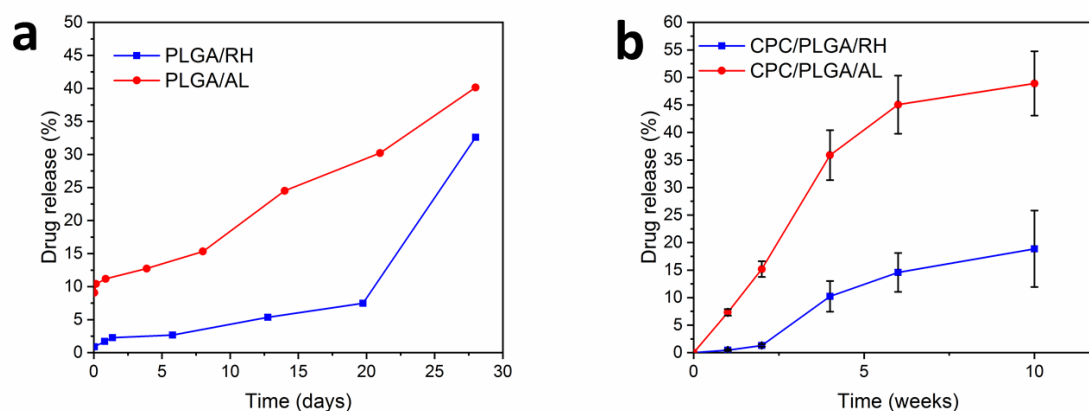 a
PLGA/RH
PLGA/AL
Drug release (%)
50
45
40
35
30
25
20
15
10
5
0
0 5 10 15 20 25 30
Time (days)
b
CPC/PLGA/RH
CPC/PLGA/AL
Drug release (%)
60
55
50
45
40
35
30
25
20
15
10
5
0
0 5 10
Time (weeks)